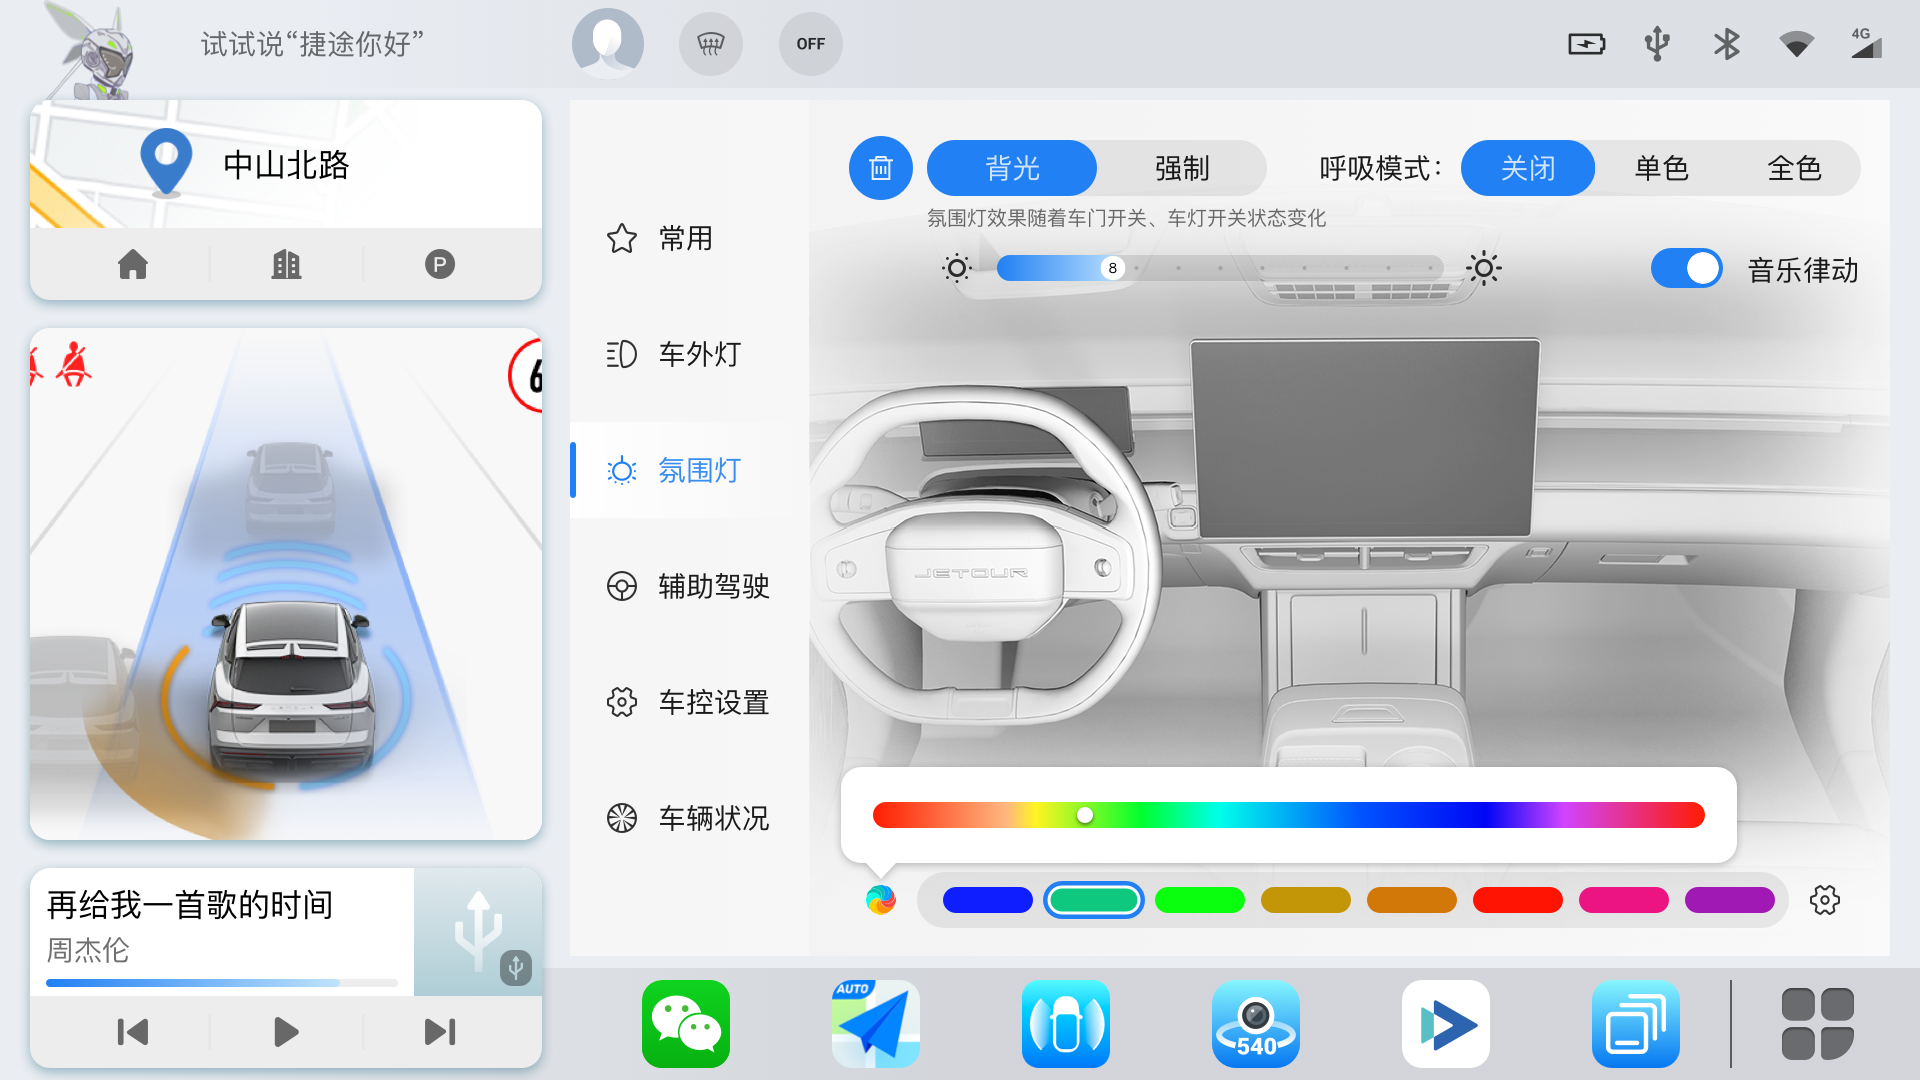 试试说“捷途你好”
OFF
4G
中山北路
P
6
再给我一首歌的时间
周杰伦
常用
车外灯
氛围灯
辅助驾驶
车控设置
车辆状况
背光
强制
呼吸模式：
关闭
单色
全色
氛围灯效果随着车门开关、车灯开关状态变化
8
音乐律动
JETOUR
AUTO
540